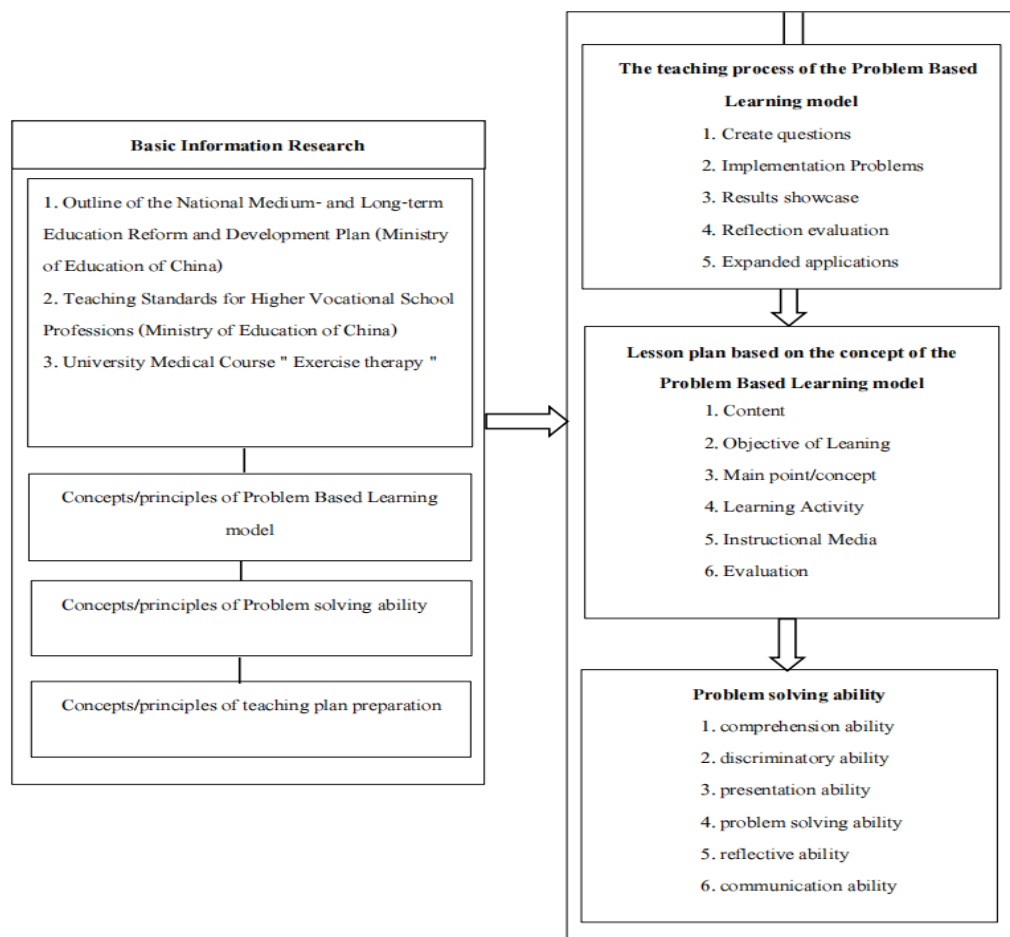 Basic Information Research
1. Outline of the National Medium- and Long-term
Education Reform and Development Plan (Ministry
of Education of China)
2. Teaching Standards for Higher Vocational School
Professions (Ministry of Education of China)
3. University Medical Course " Exercise therapy "
Concepts/principles of Problem Based Learning
model
Concepts/principles of Problem solving ability
Concepts/principles of teaching plan preparation
The teaching process of the Problem Based
Learning model
1. Create questions
2. Implementation Problems
3. Results showcase
4. Reflection evaluation
5. Expanded applications
Lesson plan based on the concept of the
Problem Based Learning model
1. Content
2. Objective of Leaning
3. Main point/concept
4. Learning Activity
5. Instructional Media
6. Evaluation
Problem solving ability
1. comprehension ability
2. discriminatory ability
3. presentation ability
4. problem solving ability
5. reflective ability
6. communication ability